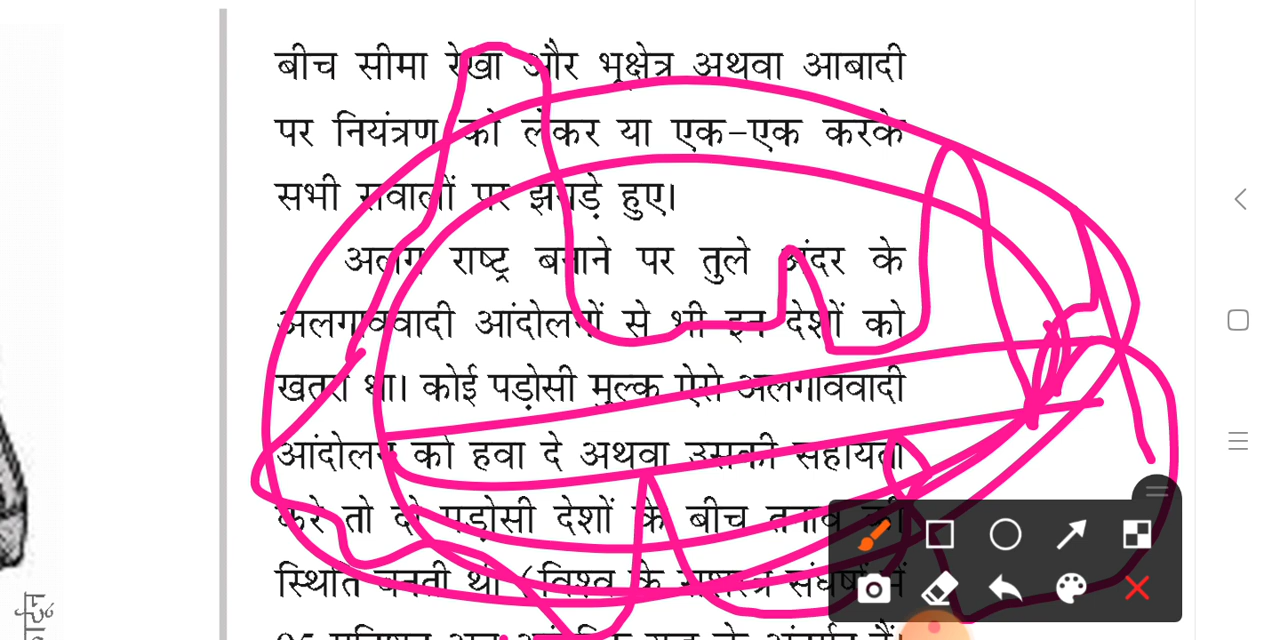 बीच सीमा रेखा और भूक्षेत्र अथवा आबादी
पर नियंत्रण को लेकर या एक-एक करके
सभी सवालों पर झगड़े हुए।
अलग राष्ट्र बनाने पर तुले अंदर के
अलगाववादी आंदोलनों से भी इन देशों को
खतरा था। कोई पड़ोसी मुल्क ऐसे अलगाववादी
आंदोलन को हवा दे अथवा उसकी सहायता
करे तो दो पड़ोसी देशों के बीच तनाव की
स्थिति बनती थी (विश्व के सशस्त्र संघर्षों में